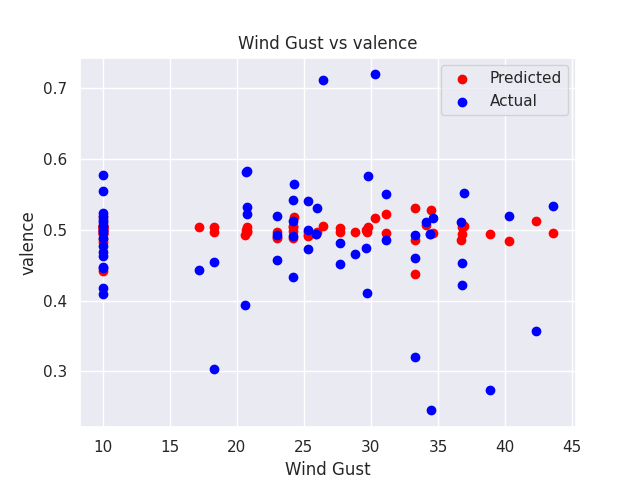 Wind Gust vs valence
Predicted
Actual
0.7
0.6
0.5
0.4
0.3
valence
10 15 20 25 30 35 40 45
Wind Gust